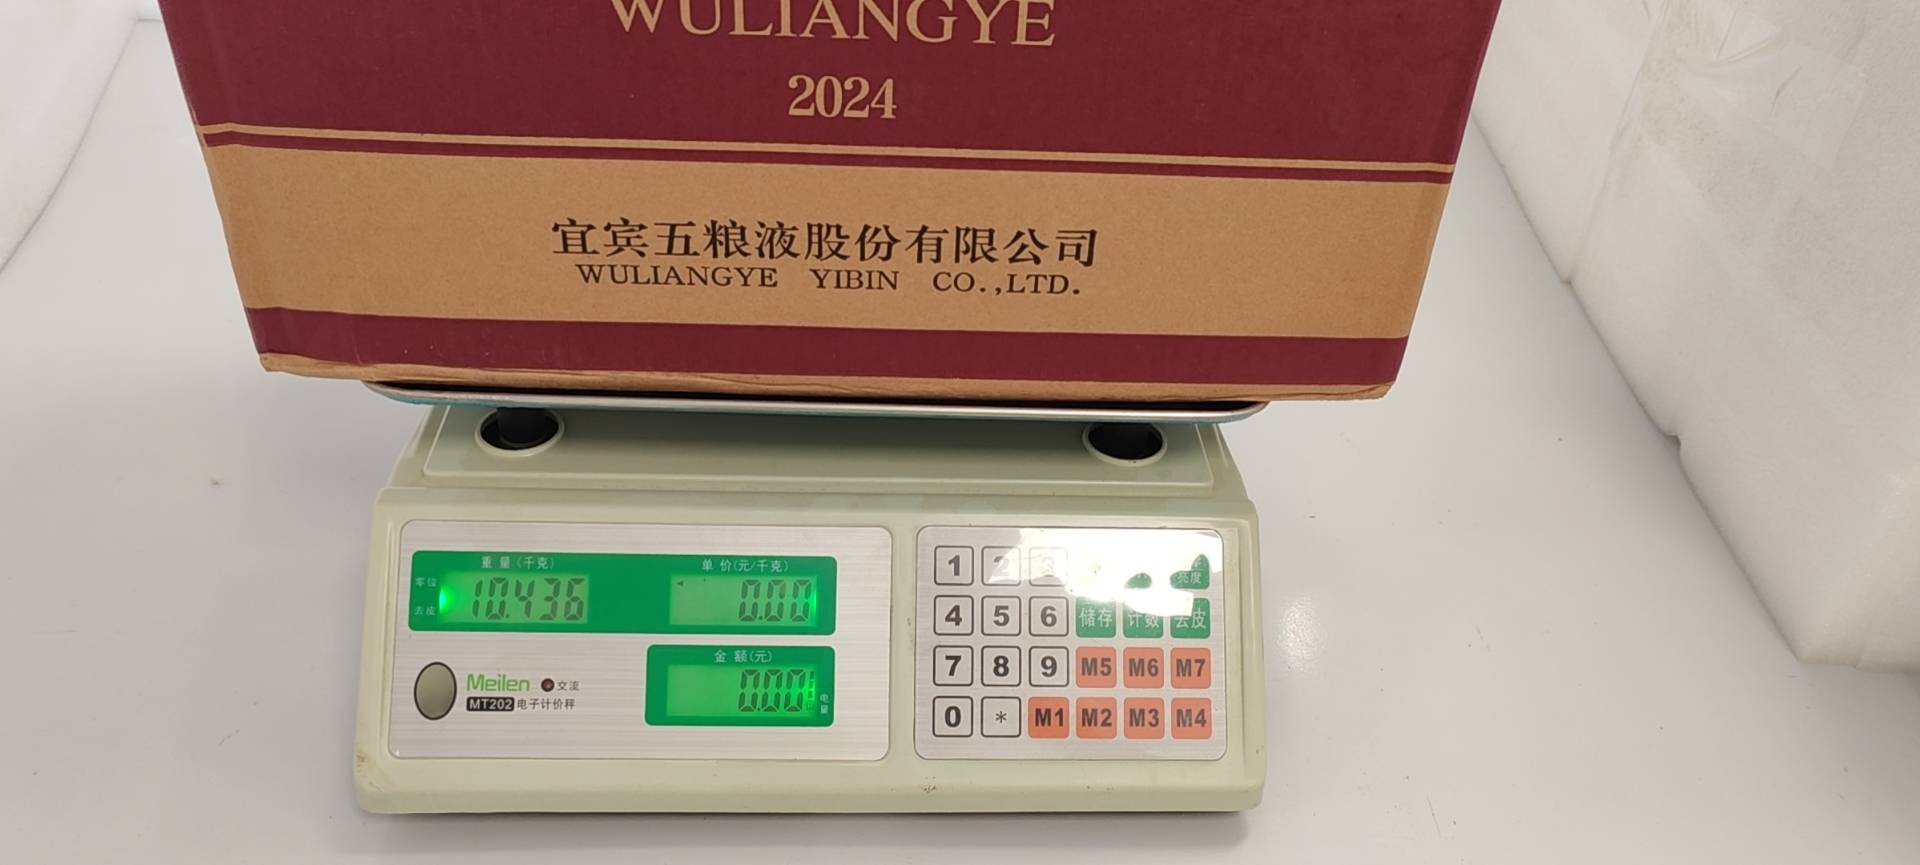 WULIANGYE
2024
宜宾五粮液股份有限公司
WULIANGYE YIBIN CO.,LTD.
重量(千克)
单价(元/千克)
零位
去皮
10.436
0.00
金额(元)
0.00
电量
Meilen 交流
MT202 电子计价秤
1 2 3
亮度
4 5 6 储存 计数 去皮
7 8 9 M5 M6 M7
0 * M1 M2 M3 M4